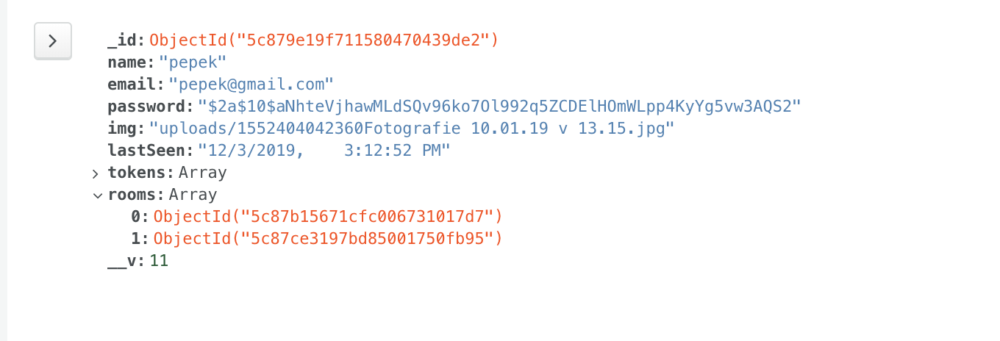 _id: ObjectId("5c879e19f711580470439de2")
name: "pepek"
email: "pepek@gmail.com"
password: "$2a$10$aNhteVjhawMLdSQv96ko7Ol992q5ZCDElHOmWLpp4KyYg5vw3AQS2"
img: "uploads/1552404042360Fotografie 10.01.19 v 13.15.jpg"
lastSeen: "12/3/2019,    3:12:52 PM"
tokens: Array
rooms: Array
0: ObjectId("5c87b15671cfc006731017d7")
1: ObjectId("5c87ce3197bd85001750fb95")
__v: 11